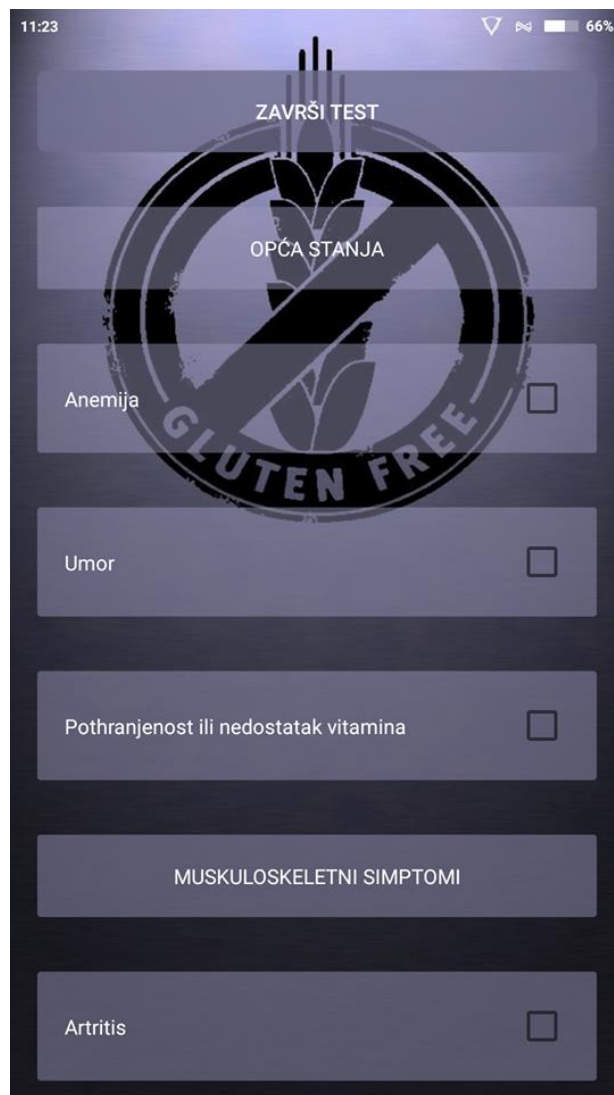 11:23
66%
ZAVRŠI TEST
OPĆA STANJA
Anemija
GLUTEN FREE
Umor
Pothranjenost ili nedostatak vitamina
MUSKULOSKELETNI SIMPTOMI
Artritis